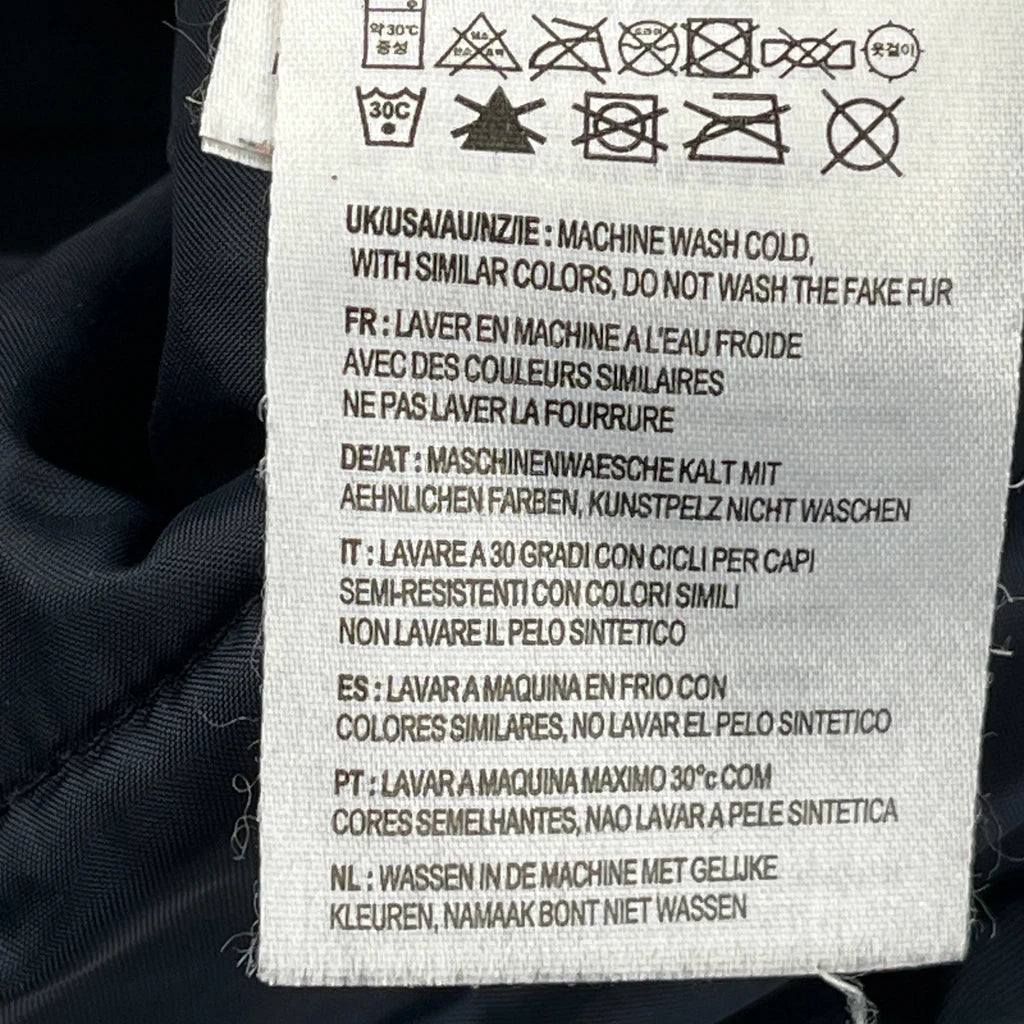 약30℃
중성
옷걸이
30C
UK/USA/AU/NZ/IE : MACHINE WASH COLD,
WITH SIMILAR COLORS, DO NOT WASH THE FAKE FUR
FR : LAVER EN MACHINE A L'EAU FROIDE
AVEC DES COULEURS SIMILAIRES
NE PAS LAVER LA FOURRURE
DE/AT : MASCHINENWAESCHE KALT MIT
AEHNLICHEN FARBEN, KUNSTPELZ NICHT WASCHEN
IT : LAVARE A 30 GRADI CON CICLI PER CAPI
SEMI-RESISTENTI CON COLORI SIMILI
NON LAVARE IL PELO SINTETICO
ES : LAVAR A MAQUINA EN FRIO CON
COLORES SIMILARES, NO LAVAR EL PELO SINTETICO
PT : LAVAR A MAQUINA MAXIMO 30°c COM
CORES SEMELHANTES, NAO LAVAR A PELE SINTETICA
NL : WASSEN IN DE MACHINE MET GELIJKE
KLEUREN, NAMAAK BONT NIET WASSEN